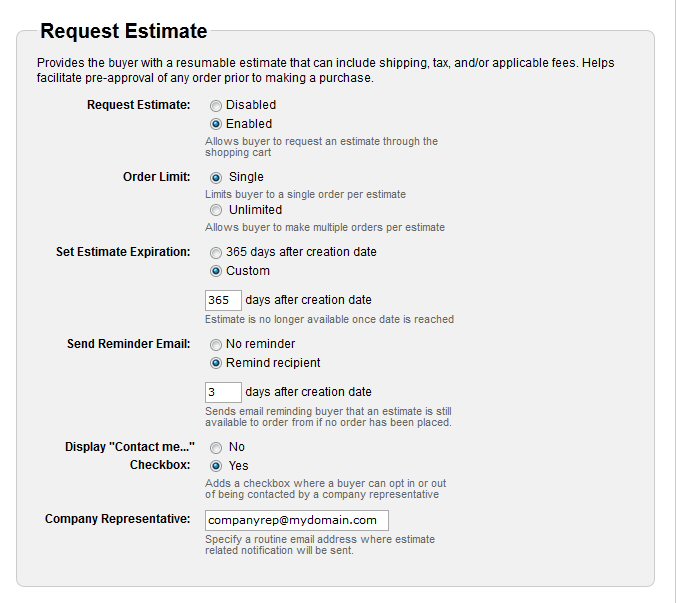 Request Estimate
Provides the buyer with a resumable estimate that can include shipping, tax, and/or applicable fees. Helps
facilitate pre-approval of any order prior to making a purchase.
Request Estimate: Disabled
Enabled
Allows buyer to request an estimate through the
shopping cart
Order Limit: Single
Limits buyer to a single order per estimate
Unlimited
Allows buyer to make multiple orders per estimate
Set Estimate Expiration: 365 days after creation date
Custom
365 days after creation date
Estimate is no longer available once date is reached
Send Reminder Email: No reminder
Remind recipient
3 days after creation date
Sends email reminding buyer that an estimate is still
available to order from if no order has been placed.
Display "Contact me..." No
Checkbox: Yes
Adds a checkbox where a buyer can opt in or out
of being contacted by a company representative
Company Representative: companyrep@mydomain.com
Specify a routine email address where estimate
related notification will be sent.